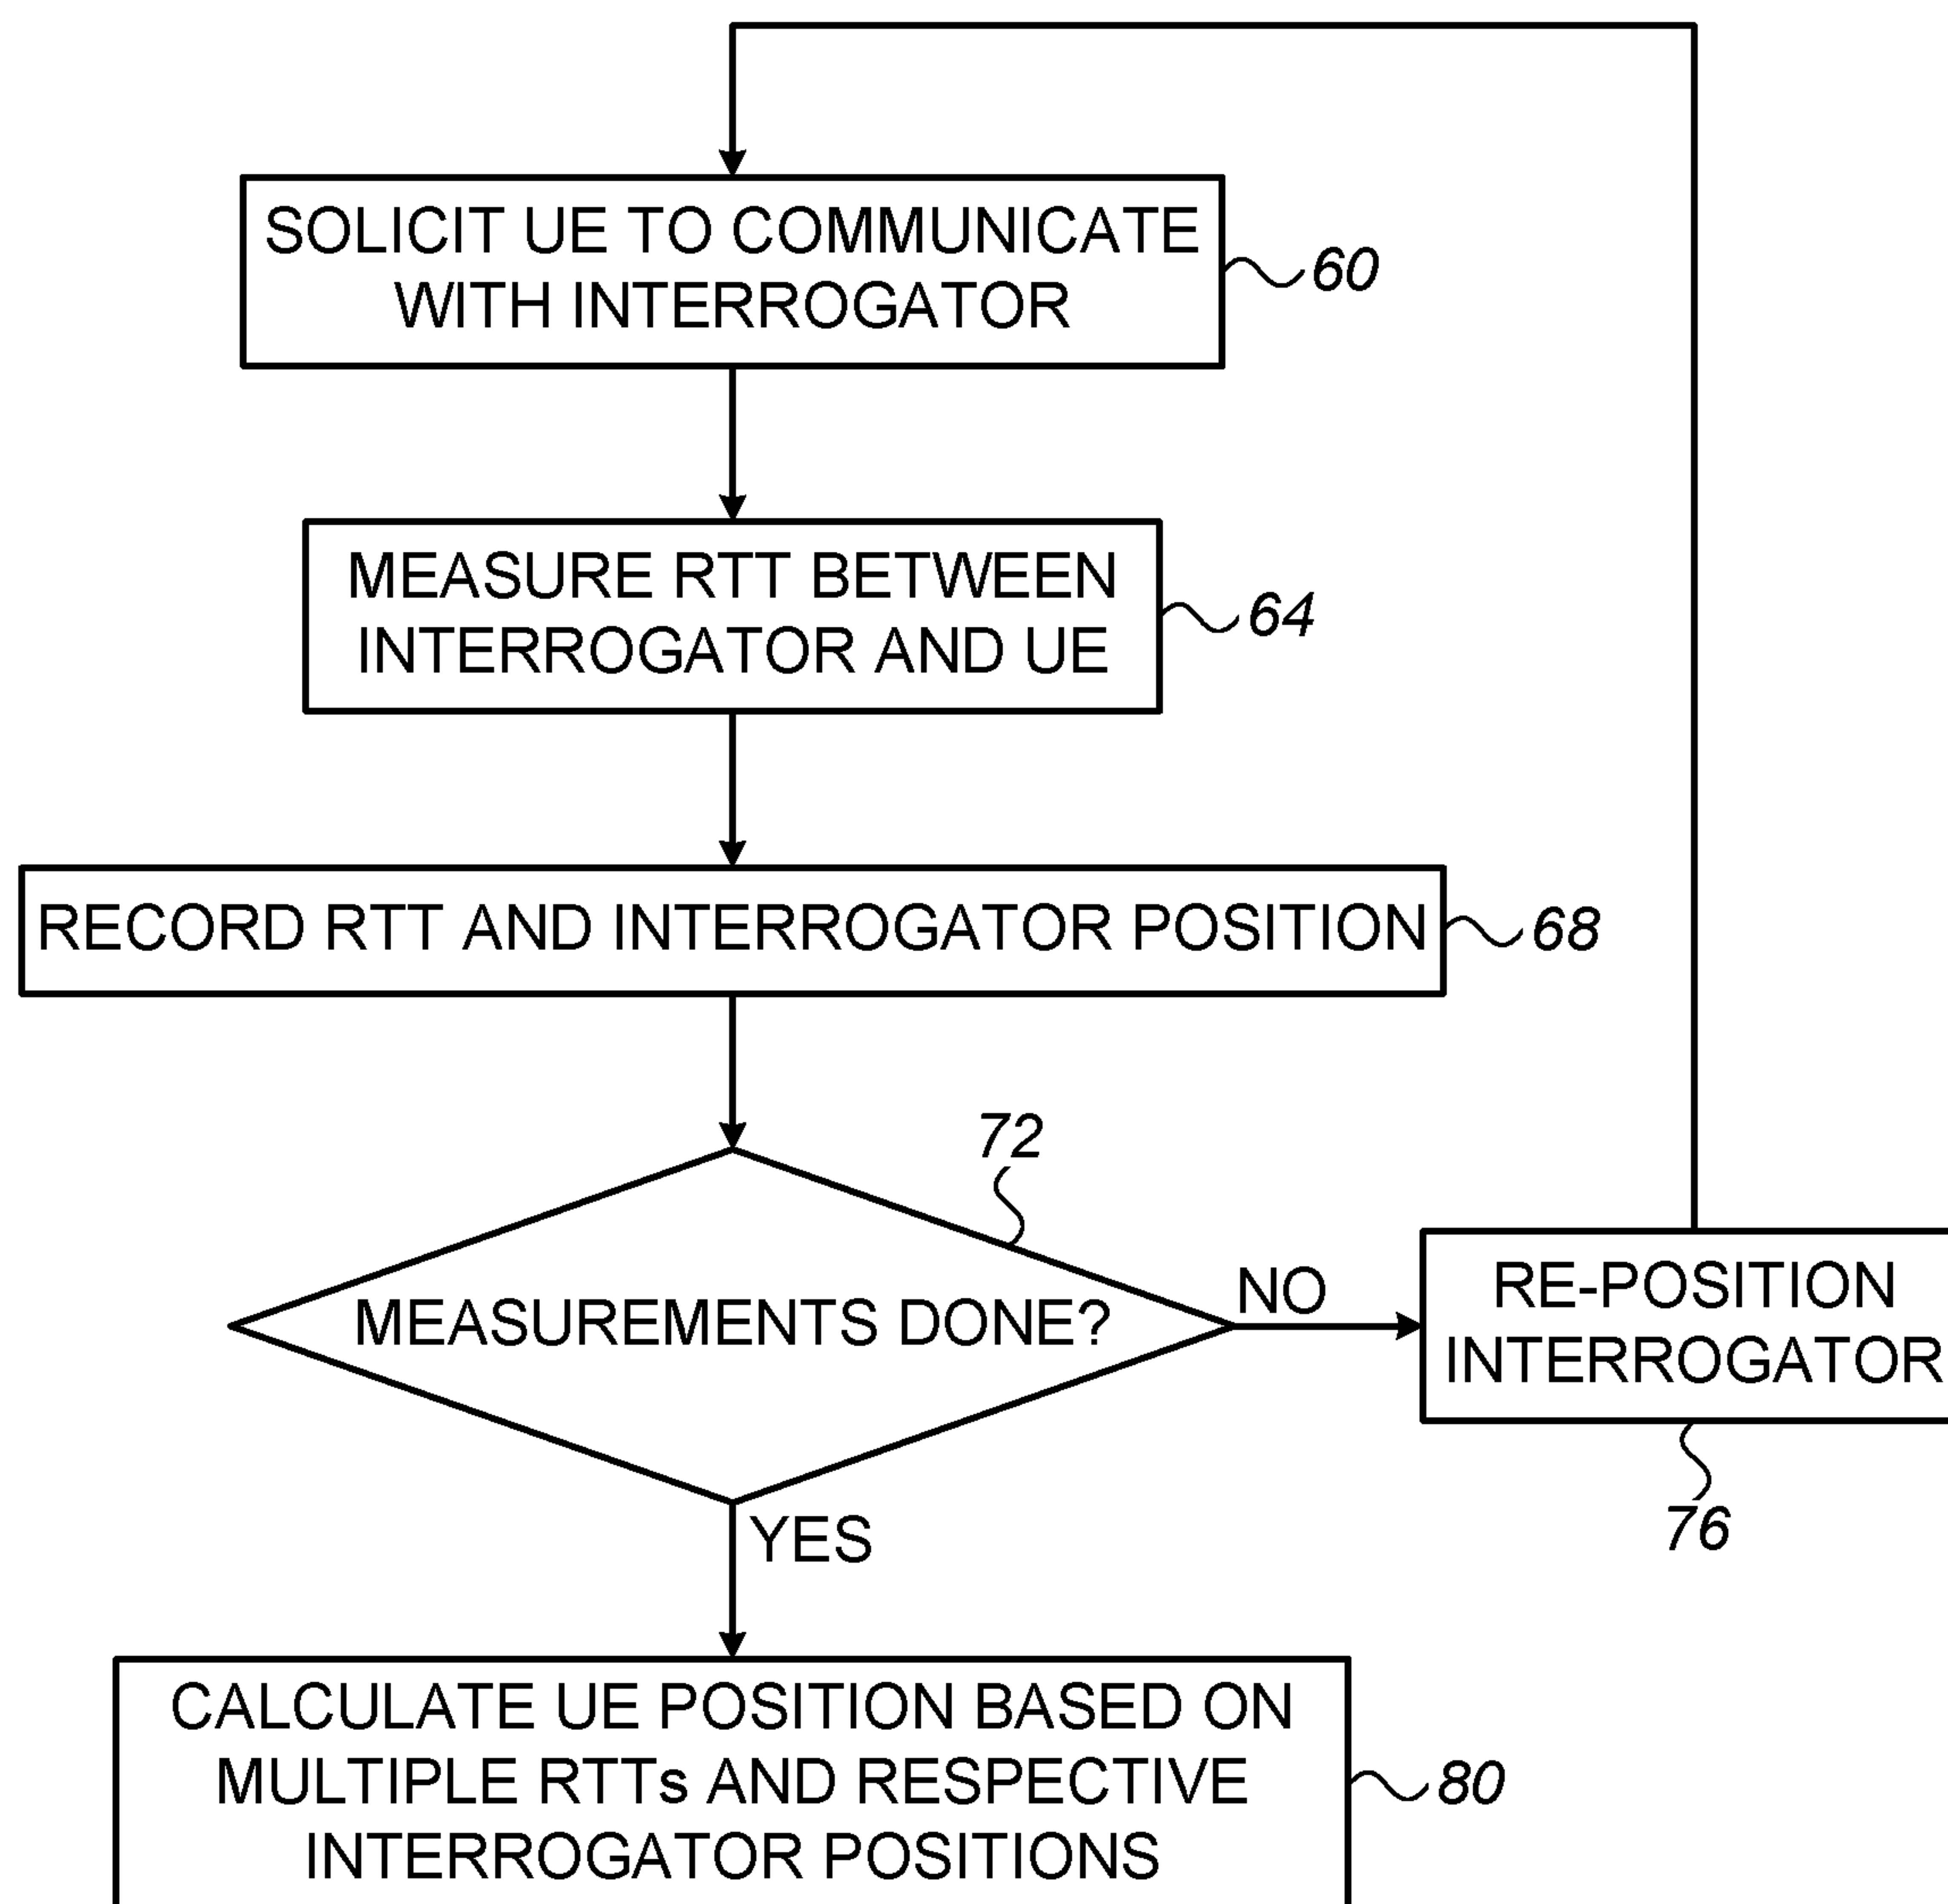 SOLICIT UE TO COMMUNICATE
WITH INTERROGATOR
60
MEASURE RTT BETWEEN
INTERROGATOR AND UE
64
RECORD RTT AND INTERROGATOR POSITION
68
72
MEASUREMENTS DONE?
NO
RE-POSITION
INTERROGATOR
76
YES
CALCULATE UE POSITION BASED ON
MULTIPLE RTTs AND RESPECTIVE
INTERROGATOR POSITIONS
80